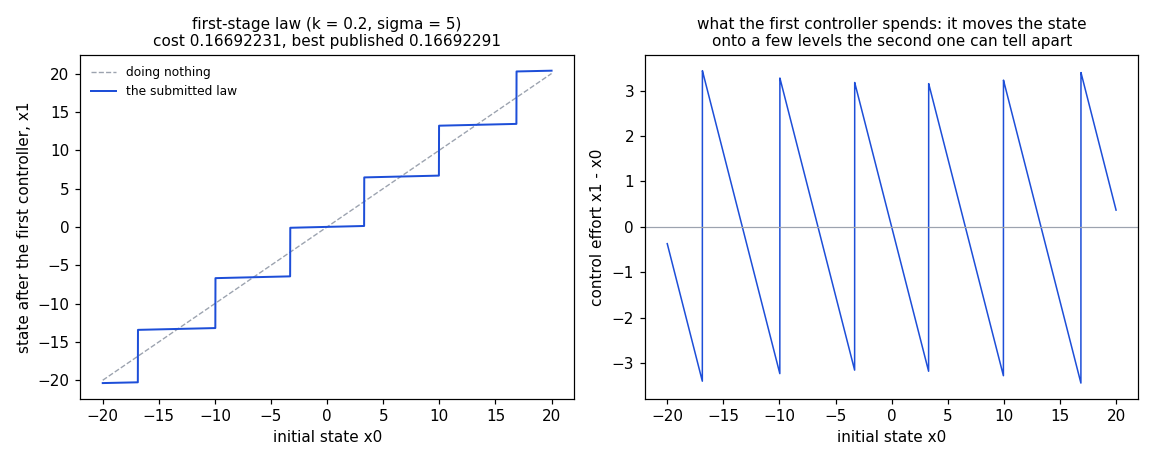 first-stage law (k = 0.2, sigma = 5)
cost 0.16692231, best published 0.16692291
doing nothing
the submitted law
state after the first controller, x1
20
15
10
5
0
−5
−10
−15
−20
−20 −15 −10 −5 0 5 10 15 20
initial state x0
what the first controller spends: it moves the state
onto a few levels the second one can tell apart
control effort x1 - x0
3
2
1
0
−1
−2
−3
−20 −15 −10 −5 0 5 10 15 20
initial state x0